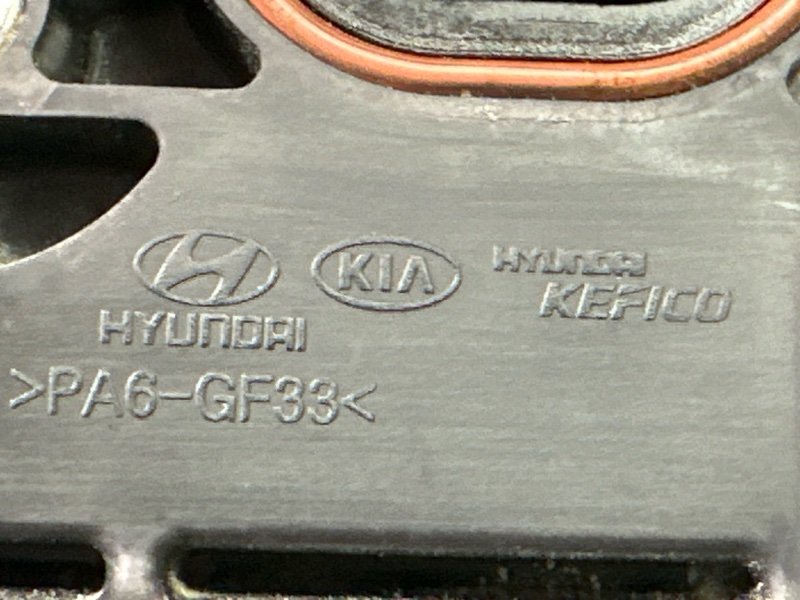 KIA
HYUNDAI
HYUNDAI
KEFICO
>PA6-GF33<